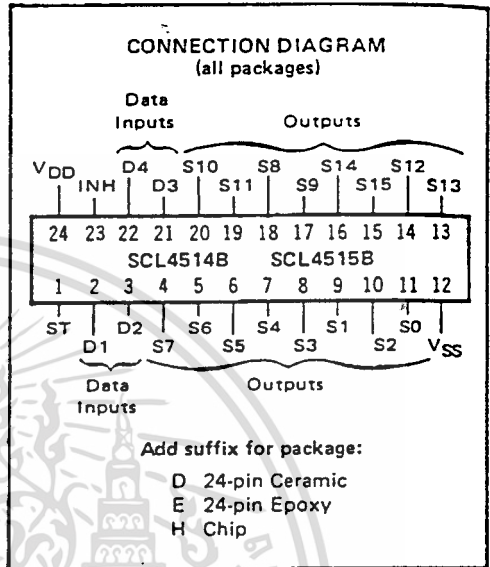 CONNECTION DIAGRAM
(all packages)
Data
Inputs
Outputs
VDD
INH
D4
D3
S10
S11
S8
S9
S14
S15
S12
S13
24 23 22 21 20 19 18 17 16 15 14 13
SCL4514B SCL4515B
1 2 3 4 5 6 7 8 9 10 11 12
ST
D1
D2
S7
S6
S5
S4
S3
S1
S2
S0
VSS
Data
Inputs
Outputs
Add suffix for package:
D 24-pin Ceramic
E 24-pin Epoxy
H Chip